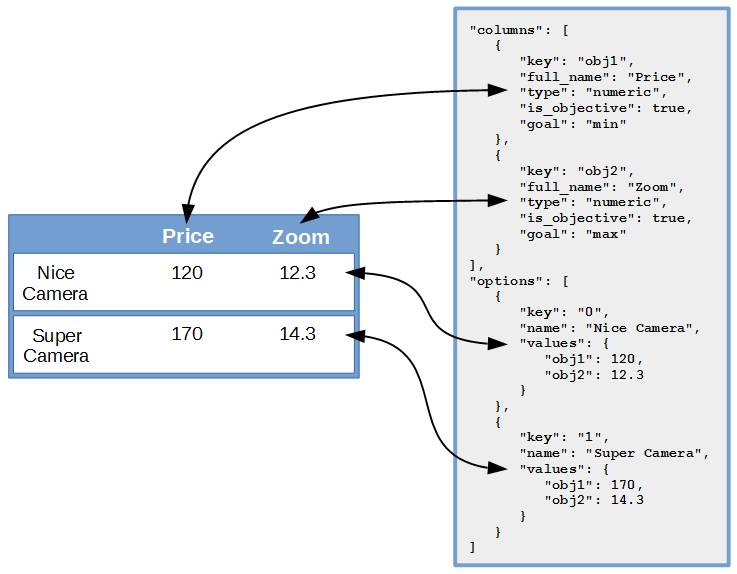 Price Zoom
Nice
Camera 120 12.3
Super
Camera 170 14.3
"columns": [
{
"key": "obj1",
"full_name": "Price",
"type": "numeric",
"is_objective": true,
"goal": "min"
},
{
"key": "obj2",
"full_name": "Zoom",
"type": "numeric",
"is_objective": true,
"goal": "max"
}
],
"options": [
{
"key": "0",
"name": "Nice Camera",
"values": {
"obj1": 120,
"obj2": 12.3
}
},
{
"key": "1",
"name": "Super Camera",
"values": {
"obj1": 170,
"obj2": 14.3
}
}
]